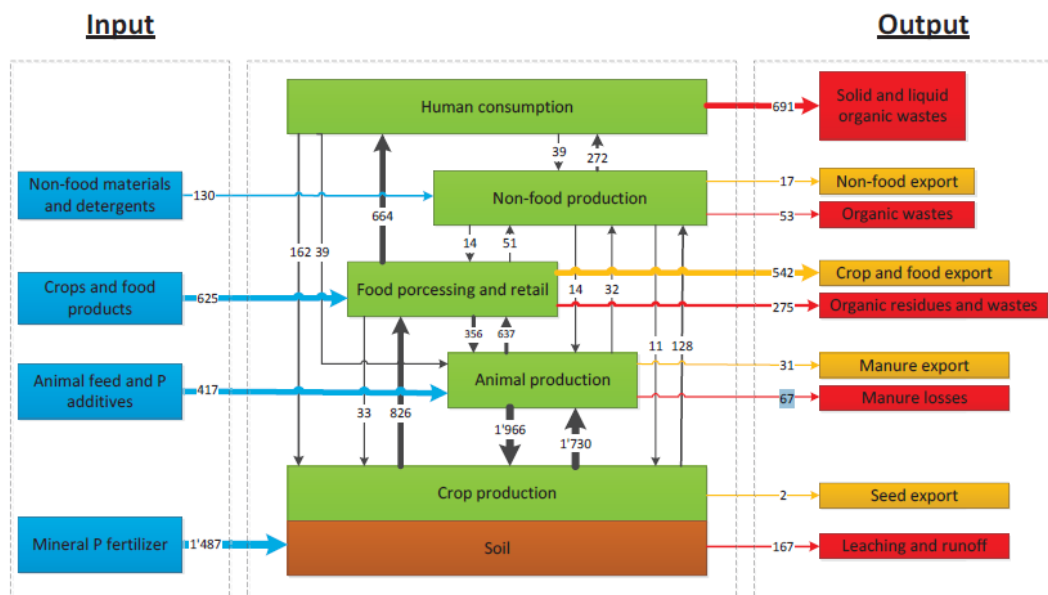 Input
Output
Human consumption
691
Solid and liquid
organic wastes
39
272
Non-food materials
and detergents
130
Non-food production
17
Non-food export
53
Organic wastes
664
162
39
14
51
Crops and food
products
625
Food porcessing and retail
14
32
542
Crop and food export
275
Organic residues and wastes
356
637
11
128
Animal feed and P
additives
417
Animal production
31
Manure export
67
Manure losses
33
826
1'966
1'730
Crop production
2
Seed export
Mineral P fertilizer
1'487
Soil
167
Leaching and runoff